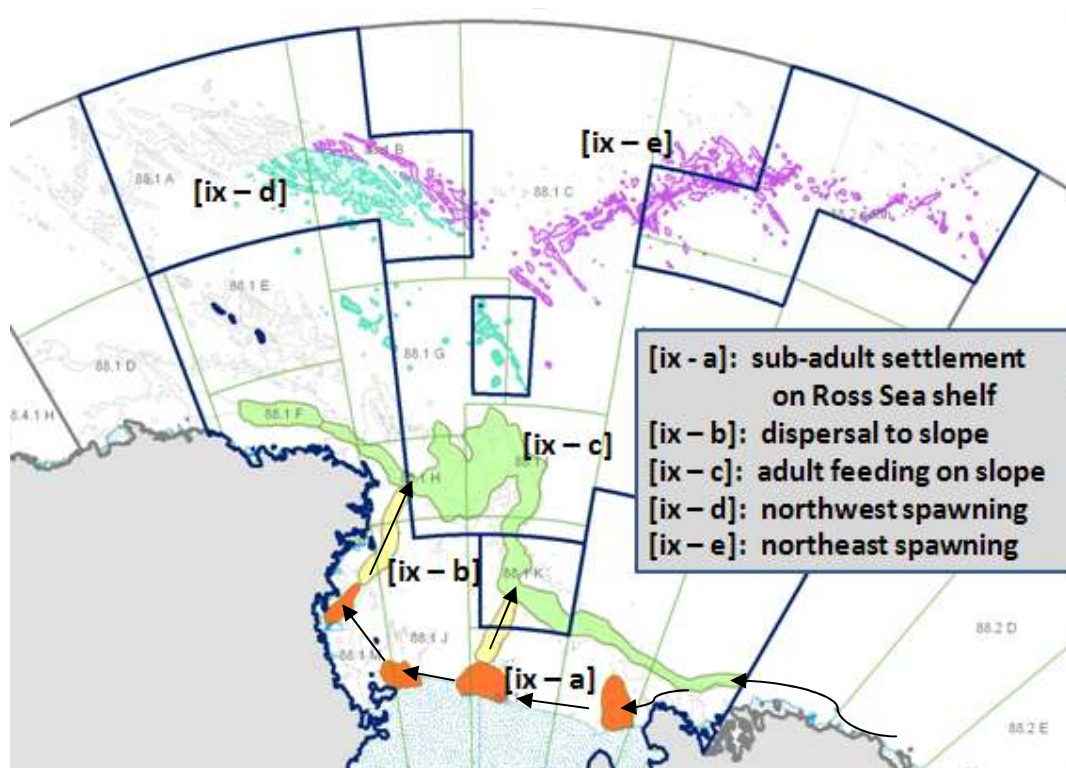 [ix – e]
88.1 B
88.1 A
[ix – d]
88.1 C
88.1 E
88.1 G
88.1 D
88.1 F
[ix - a]: sub-adult settlement
on Ross Sea shelf
[ix – b]: dispersal to slope
[ix – c]: adult feeding on slope
[ix – d]: northwest spawning
[ix – e]: northeast spawning
[ix – c]
88.1 H
[ix – b]
88.1 K
88.1 J
88.1 M
[ix – a]
88.2 D
88.2 E